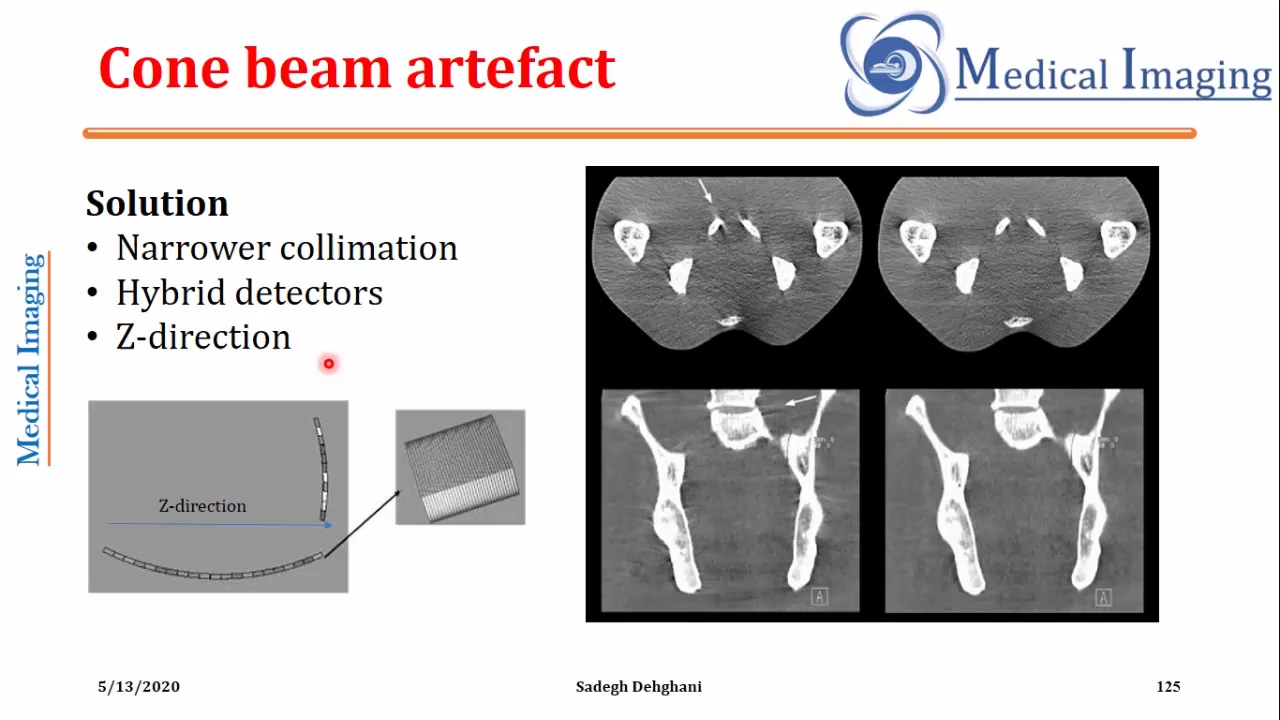 Cone beam artefact
Medical Imaging
Solution
• Narrower collimation
• Hybrid detectors
• Z-direction
Medical Imaging
Z-direction
A
A
5/13/2020
Sadegh Dehghani
125